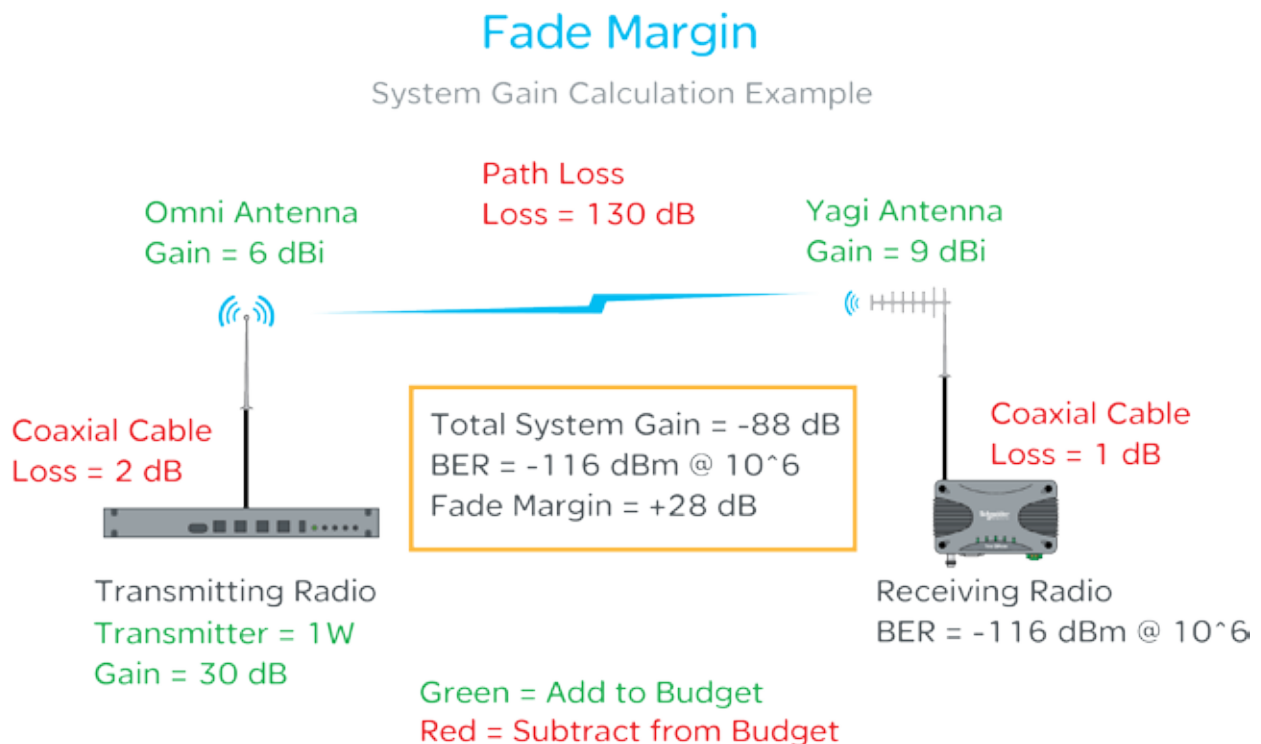 Fade Margin
System Gain Calculation Example
Path Loss
Loss = 130 dB
Omni Antenna
Gain = 6 dBi
Yagi Antenna
Gain = 9 dBi
Coaxial Cable
Loss = 2 dB
Total System Gain = -88 dB
BER = -116 dBm @ 10^6
Fade Margin = +28 dB
Coaxial Cable
Loss = 1 dB
Transmitting Radio
Transmitter = 1W
Gain = 30 dB
Receiving Radio
BER = -116 dBm @ 10^6
Green = Add to Budget
Red = Subtract from Budget